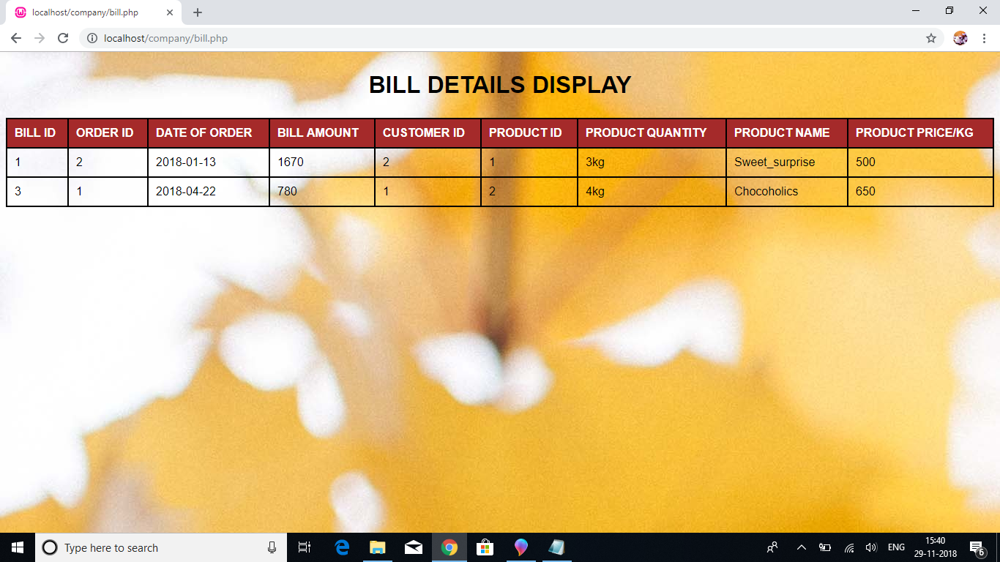 localhost/company/bill.php
localhost/company/bill.php
BILL DETAILS DISPLAY
BILL ID ORDER ID DATE OF ORDER BILL AMOUNT CUSTOMER ID PRODUCT ID PRODUCT QUANTITY PRODUCT NAME PRODUCT PRICE/KG
1 2 2018-01-13 1670 2 1 3kg Sweet_surprise 500
3 1 2018-04-22 780 1 2 4kg Chocoholics 650
Type here to search
ENG
15:40
29-11-2018
6